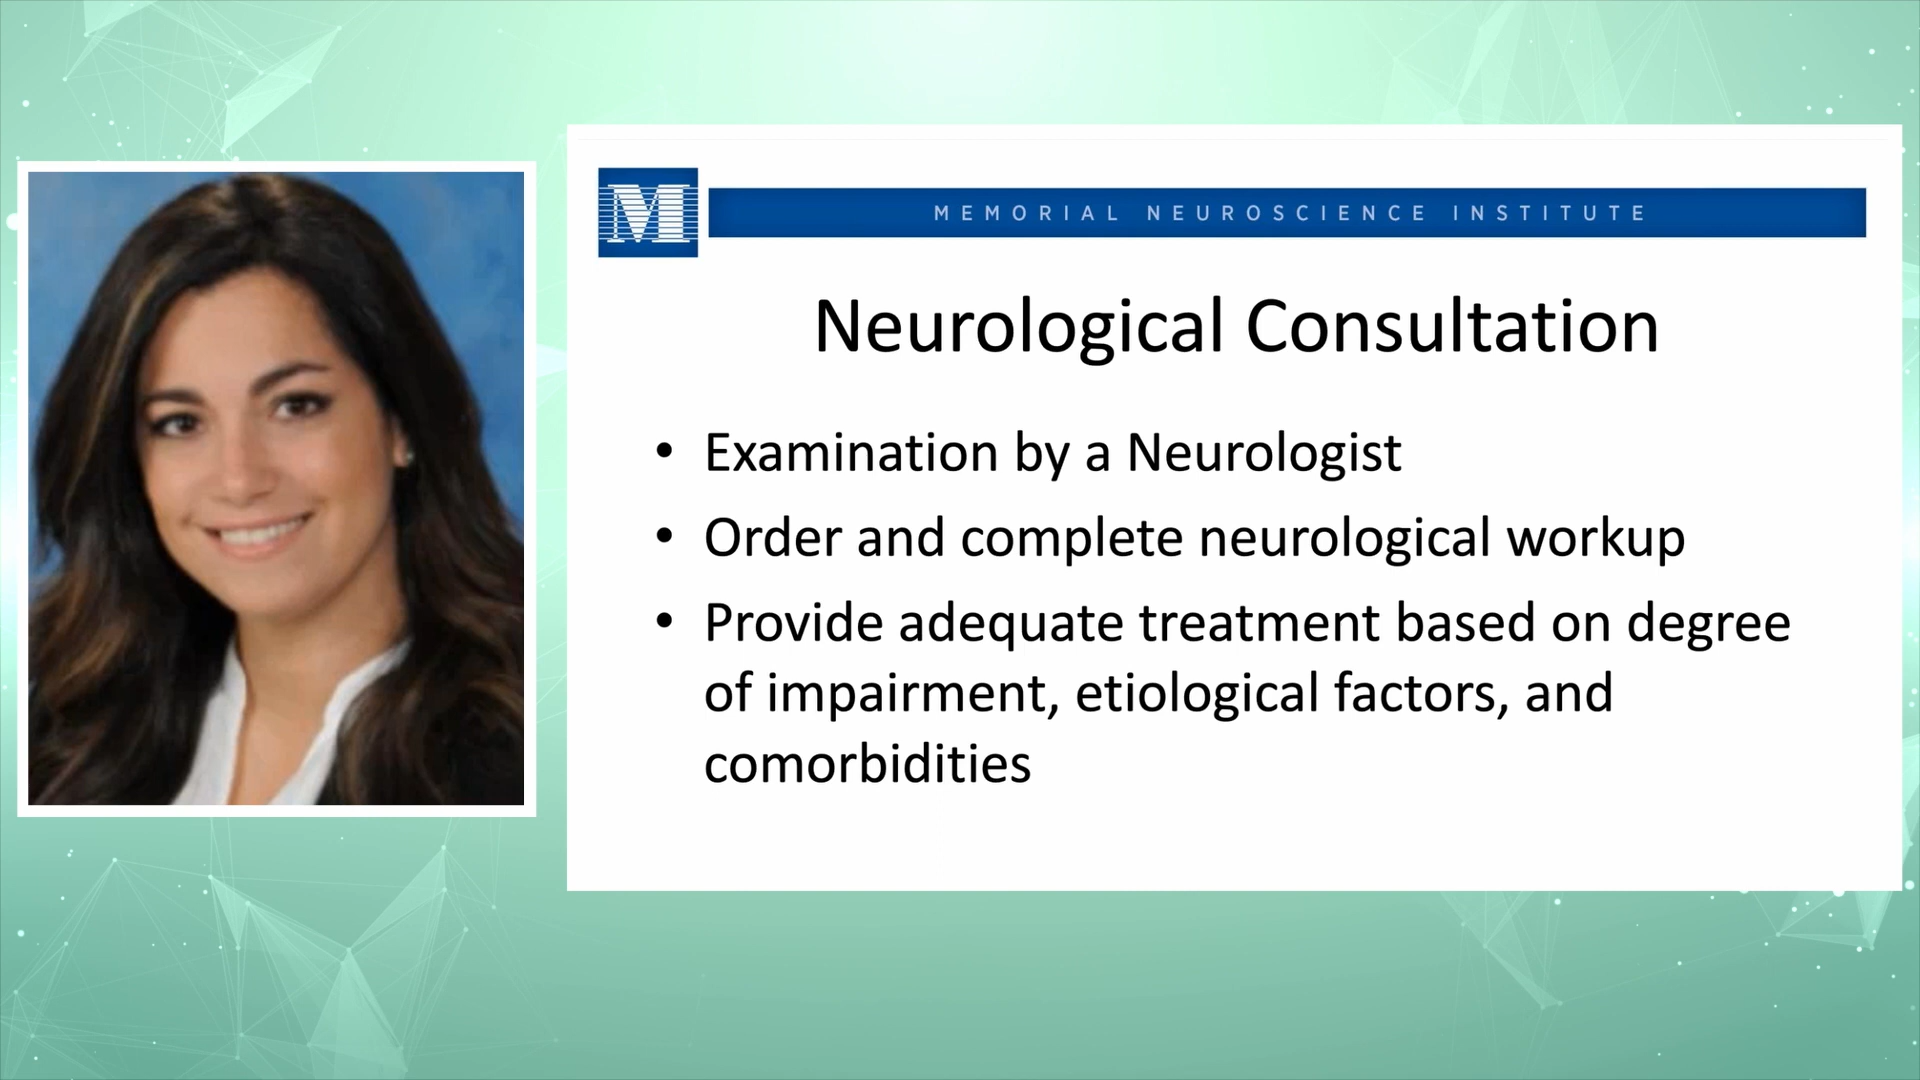 M
MEMORIAL NEUROSCIENCE INSTITUTE
Neurological Consultation
• Examination by a Neurologist
• Order and complete neurological workup
• Provide adequate treatment based on degree
of impairment, etiological factors, and
comorbidities